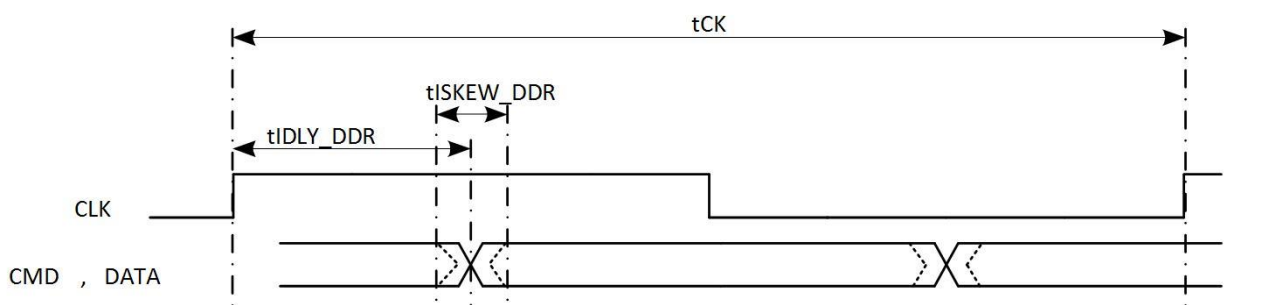 tCK
tISKEW_DDR
tIDLY_DDR
CLK
CMD , DATA